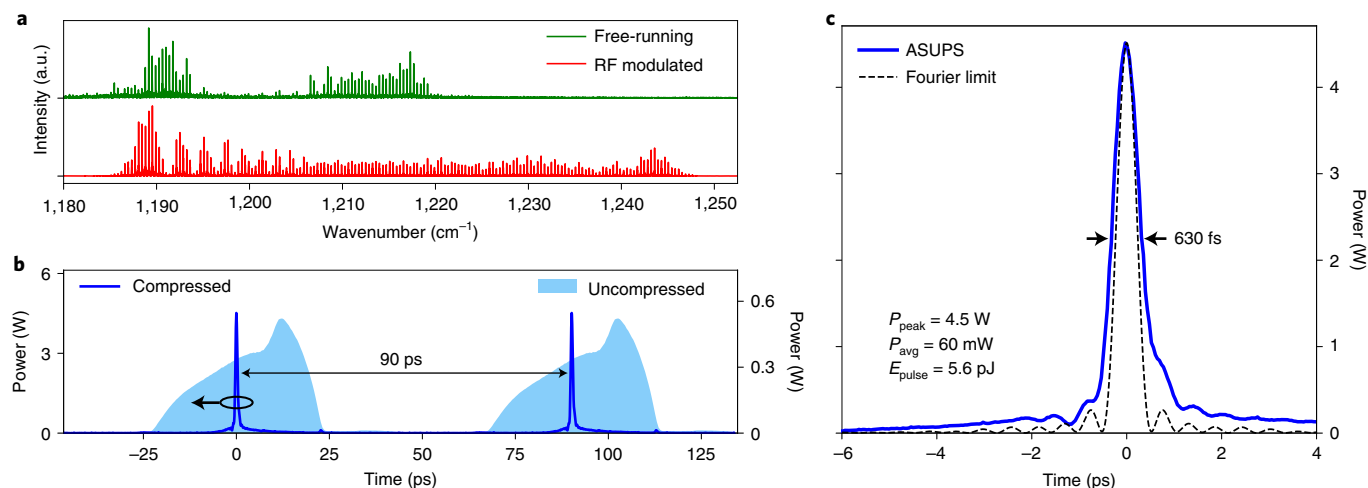 a
Free-running
RF modulated
Intensity (a.u.)
1,180 1,190 1,200 1,210 1,220 1,230 1,240 1,250
Wavenumber (cm⁻¹)
b
Compressed
Uncompressed
90 ps
Power (W)
6
3
0
Power (W)
0.6
0.3
0
–25 0 25 50 75 100 125
Time (ps)
c
ASUPS
Fourier limit
630 fs
Ppeak = 4.5 W
Pavg = 60 mW
Epulse = 5.6 pJ
Power (W)
4
3
2
1
0
–6 –4 –2 0 2 4
Time (ps)